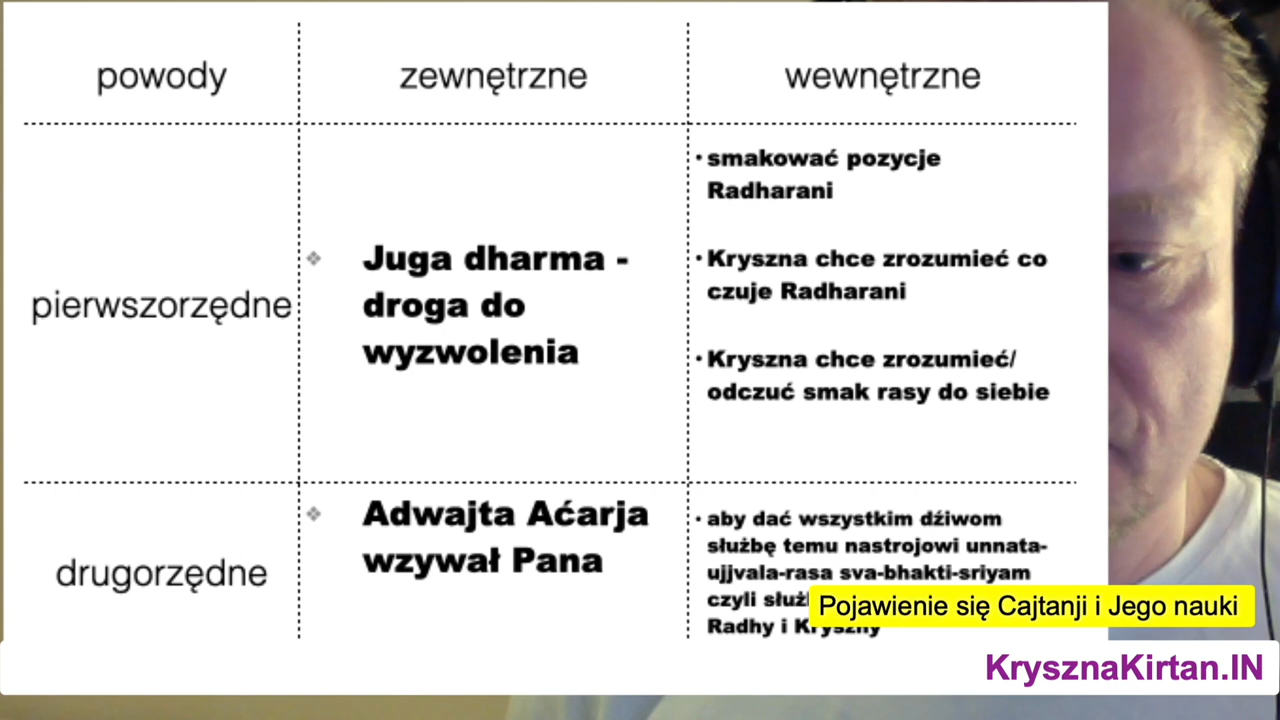 powody
zewnętrzne
wewnętrzne
pierwszorzędne
Juga dharma -
droga do
wyzwolenia
• smakować pozycje
Radharani
• Kryszna chce zrozumieć co
czuje Radharani
• Kryszna chce zrozumieć/
odczuć smak rasy do siebie
drugorzędne
Adwajta Aćarja
wzywał Pana
• aby dać wszystkim dźiwom
służbę temu nastrojowi unnata-
ujjvala-rasa sva-bhakti-sriyam
czyli
Radhy i Kryszny
Pojawienie się Cajtanji i Jego nauki
KrysznaKirtan.IN